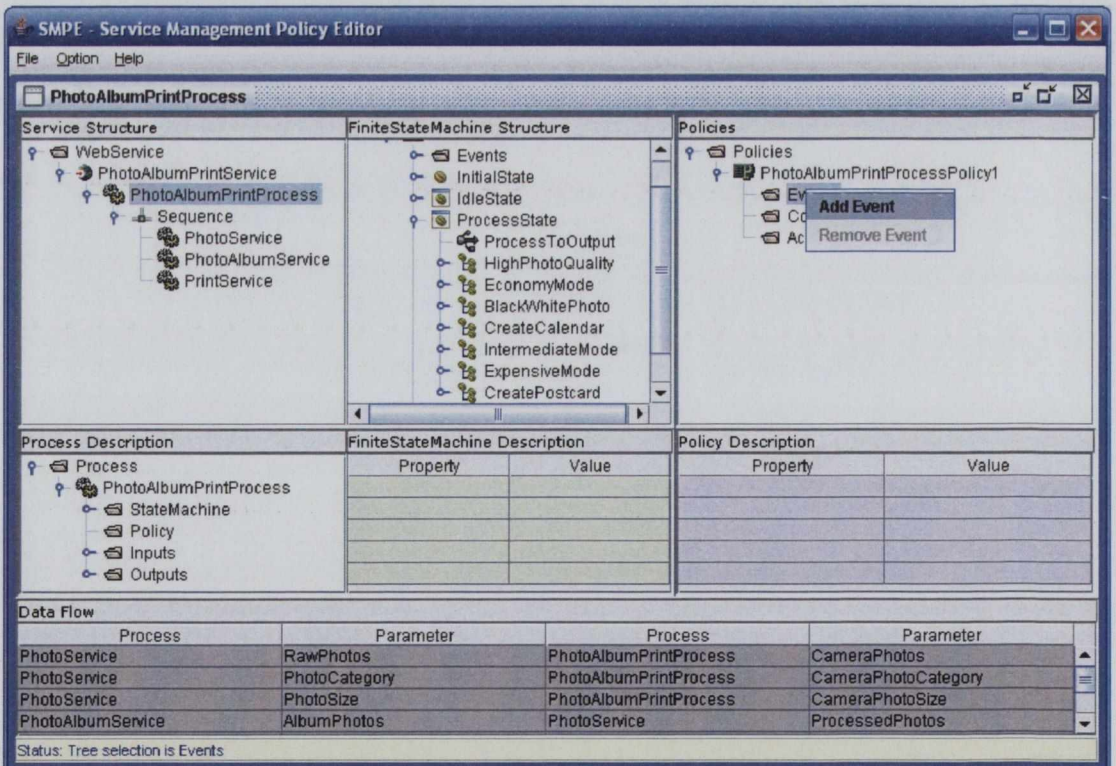 SMPE - Service Management Policy Editor
File Option Help
PhotoAlbumPrintProcess
Service Structure
WebService
PhotoAlbumPrintService
PhotoAlbumPrintProcess
Sequence
PhotoService
PhotoAlbumService
PrintService
FiniteStateMachine Structure
Events
InitialState
IdleState
ProcessState
ProcessToOutput
HighPhotoQuality
EconomyMode
BlackWhitePhoto
CreateCalendar
IntermediateMode
ExpensiveMode
CreatePostcard
Policies
Policies
PhotoAlbumPrintProcessPolicy1
Ev
Co
Ac
Add Event
Remove Event
Process Description
Process
PhotoAlbumPrintProcess
StateMachine
Policy
Inputs
Outputs
FiniteStateMachine Description
Property Value
Policy Description
Property Value
Data Flow
Process Parameter Process Parameter
PhotoService RawPhotos PhotoAlbumPrintProcess CameraPhotos
PhotoService PhotoCategory PhotoAlbumPrintProcess CameraPhotoCategory
PhotoService PhotoSize PhotoAlbumPrintProcess CameraPhotoSize
PhotoAlbumService AlbumPhotos PhotoService ProcessedPhotos
Status: Tree selection is Events